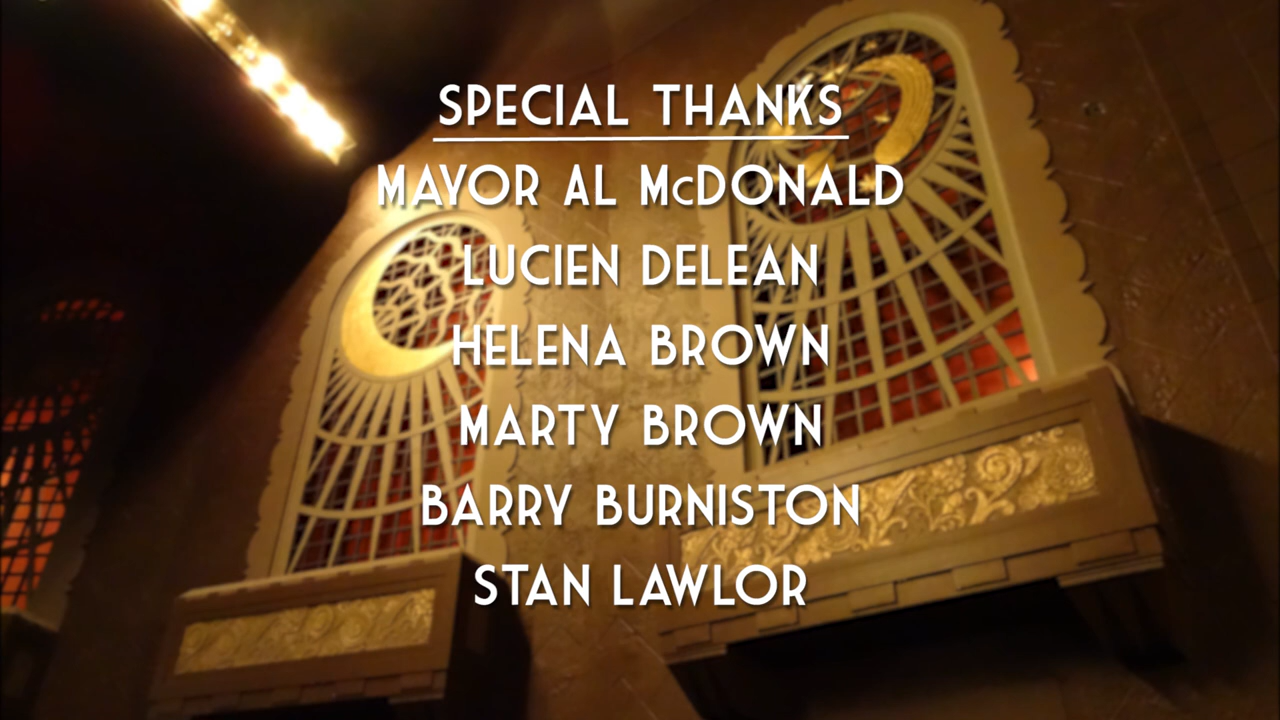 SPECIAL THANKS
MAYOR AL McDONALD
LUCIEN DELEAN
HELENA BROWN
MARTY BROWN
BARRY BURNISTON
STAN LAWLOR